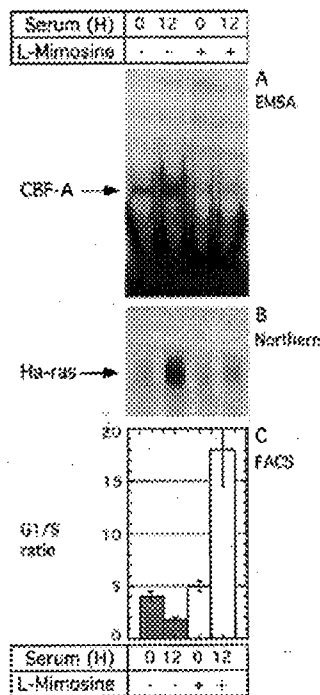 Serum (H) 0 12 0 12
L-Mimosine - - + +
A
EMSA
CBF-A
B
Northern
Ha-ras
C
FACS
20
15
10
5
0
G1/S
ratio
Serum (H) 0 12 0 12
L-Mimosine - - + +